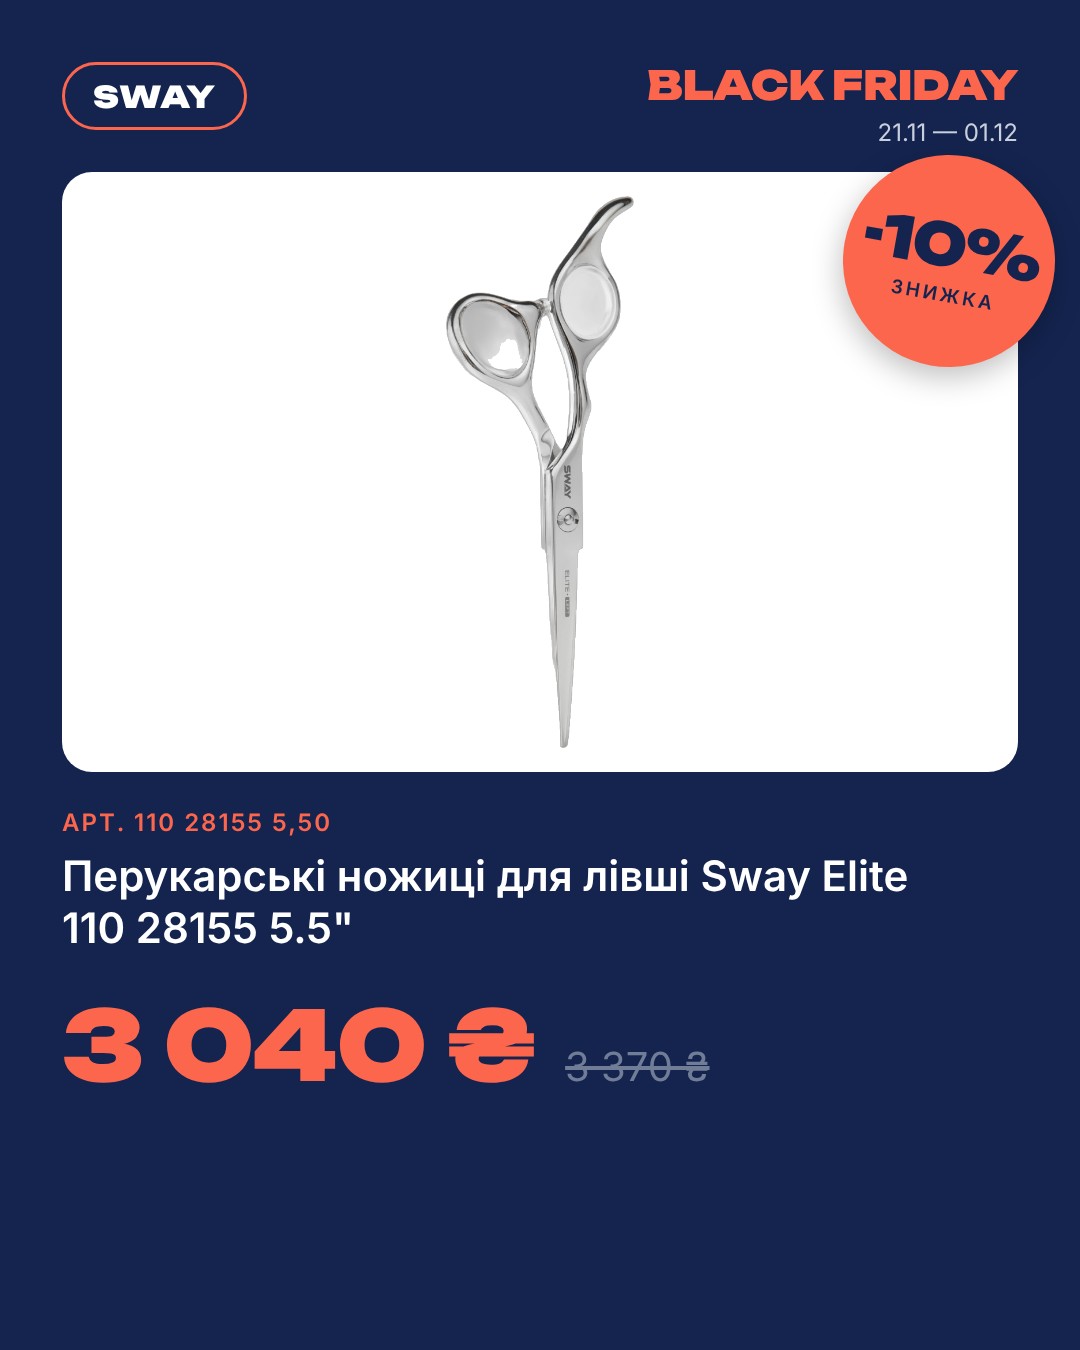 SWAY
BLACK FRIDAY
21.11 — 01.12
-10%
ЗНИЖКА
SWAY
ELITE
АРТ. 110 28155 5,50
Перукарські ножиці для лівші Sway Elite
110 28155 5.5"
3 040 ₴
3 370 ₴